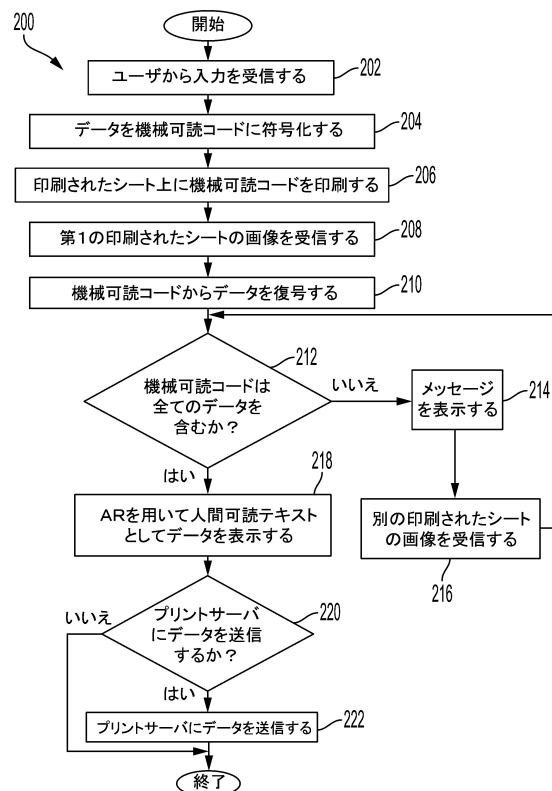 200
開始
ユーザから入力を受信する
202
データを機械可読コードに符号化する
204
印刷されたシート上に機械可読コードを印刷する
206
第1の印刷されたシートの画像を受信する
208
機械可読コードからデータを復号する
210
機械可読コードは
全てのデータを
含むか？
212
いいえ
メッセージ
を表示する
214
別の印刷されたシート
の画像を受信する
216
はい
ARを用いて人間可読テキスト
としてデータを表示する
218
プリントサーバ
にデータを送信
するか？
220
いいえ
はい
プリントサーバにデータを送信する
222
終了